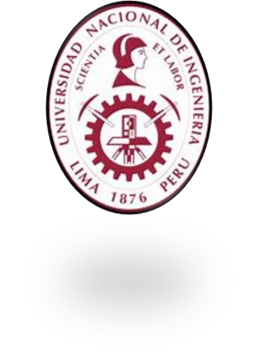 UNIVERSIDAD NACIONAL DE INGENIERIA
SCIENTIA ET LABOR
LIMA 1876 PERU